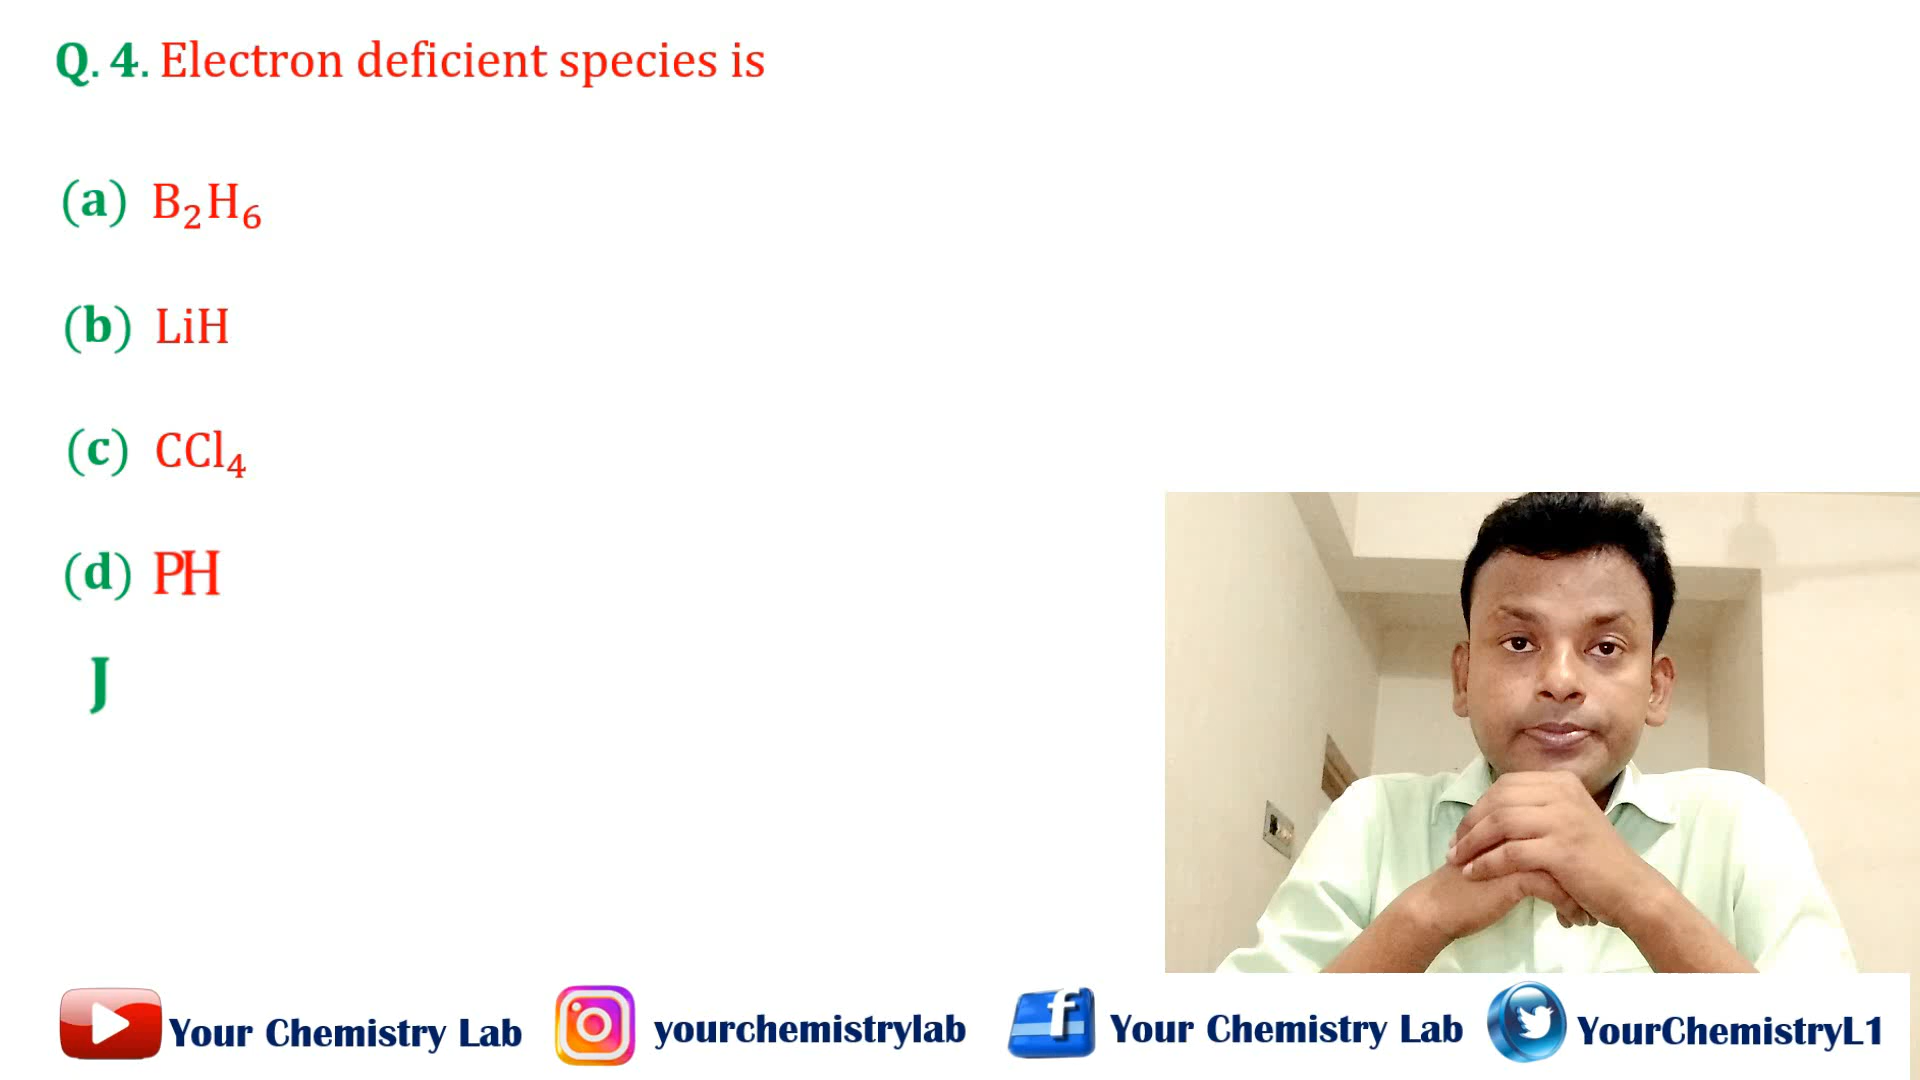 Q. 4. Electron deficient species is
(a) B₂H₆
(b) LiH
(c) CCl₄
(d) PH
J
Your Chemistry Lab yourchemistrylab f Your Chemistry Lab YourChemistryL1